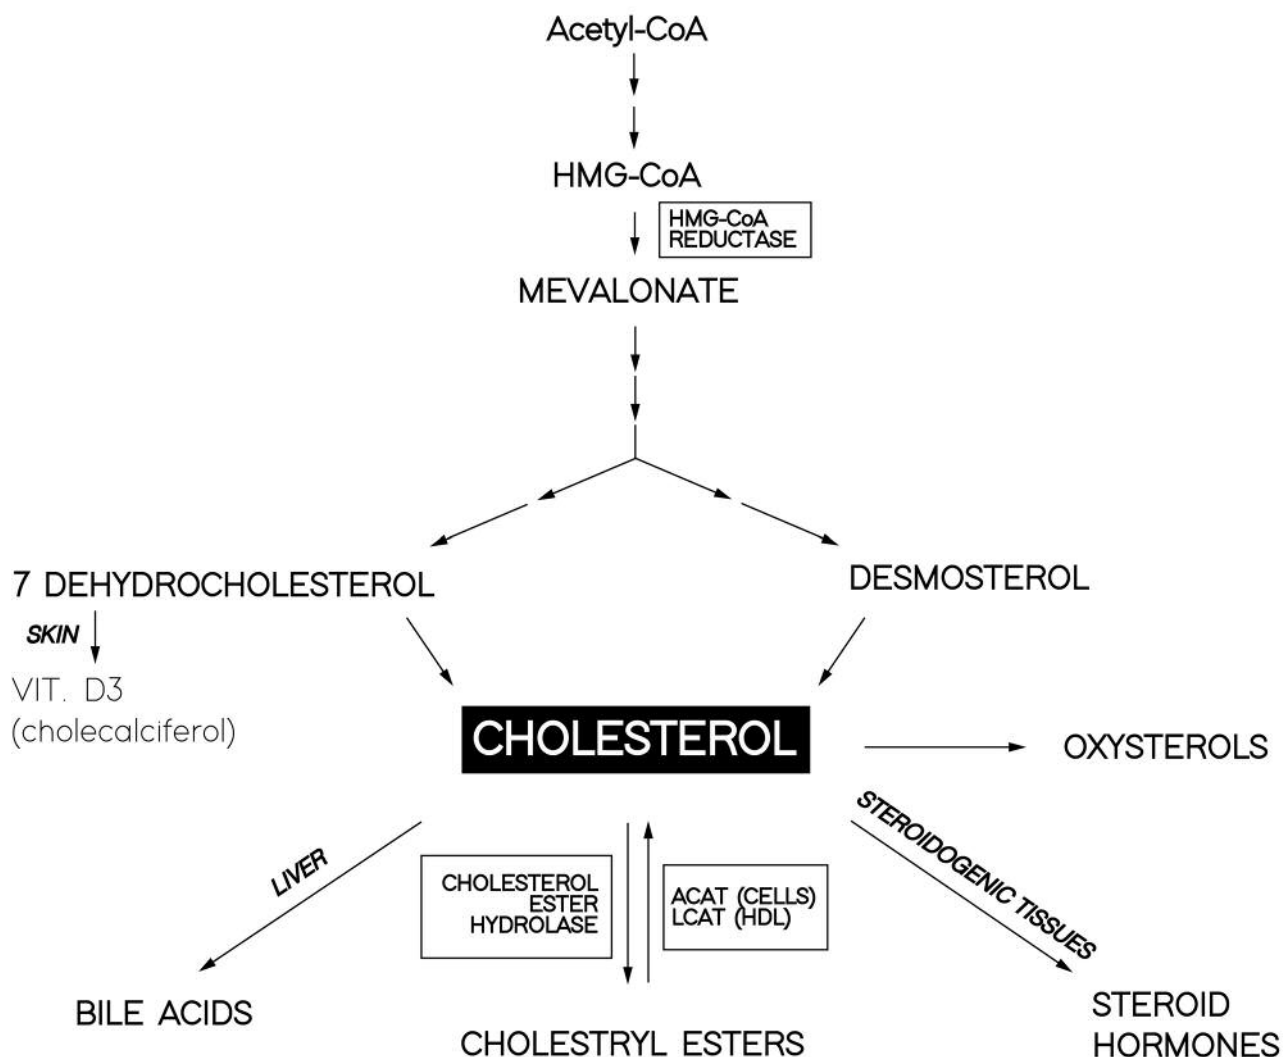 Acetyl-CoA
HMG-CoA
HMG-CoA
REDUCTASE
MEVALONATE
7 DEHYDROCHOLESTEROL
DESMOSTEROL
SKIN
VIT. D3
(cholecalciferol)
CHOLESTEROL
OXYSTEROLS
LIVER
CHOLESTEROL
ESTER
HYDROLASE
ACAT (CELLS)
LCAT (HDL)
STEROIDOGENIC TISSUES
BILE ACIDS
CHOLESTRYL ESTERS
STEROID
HORMONES